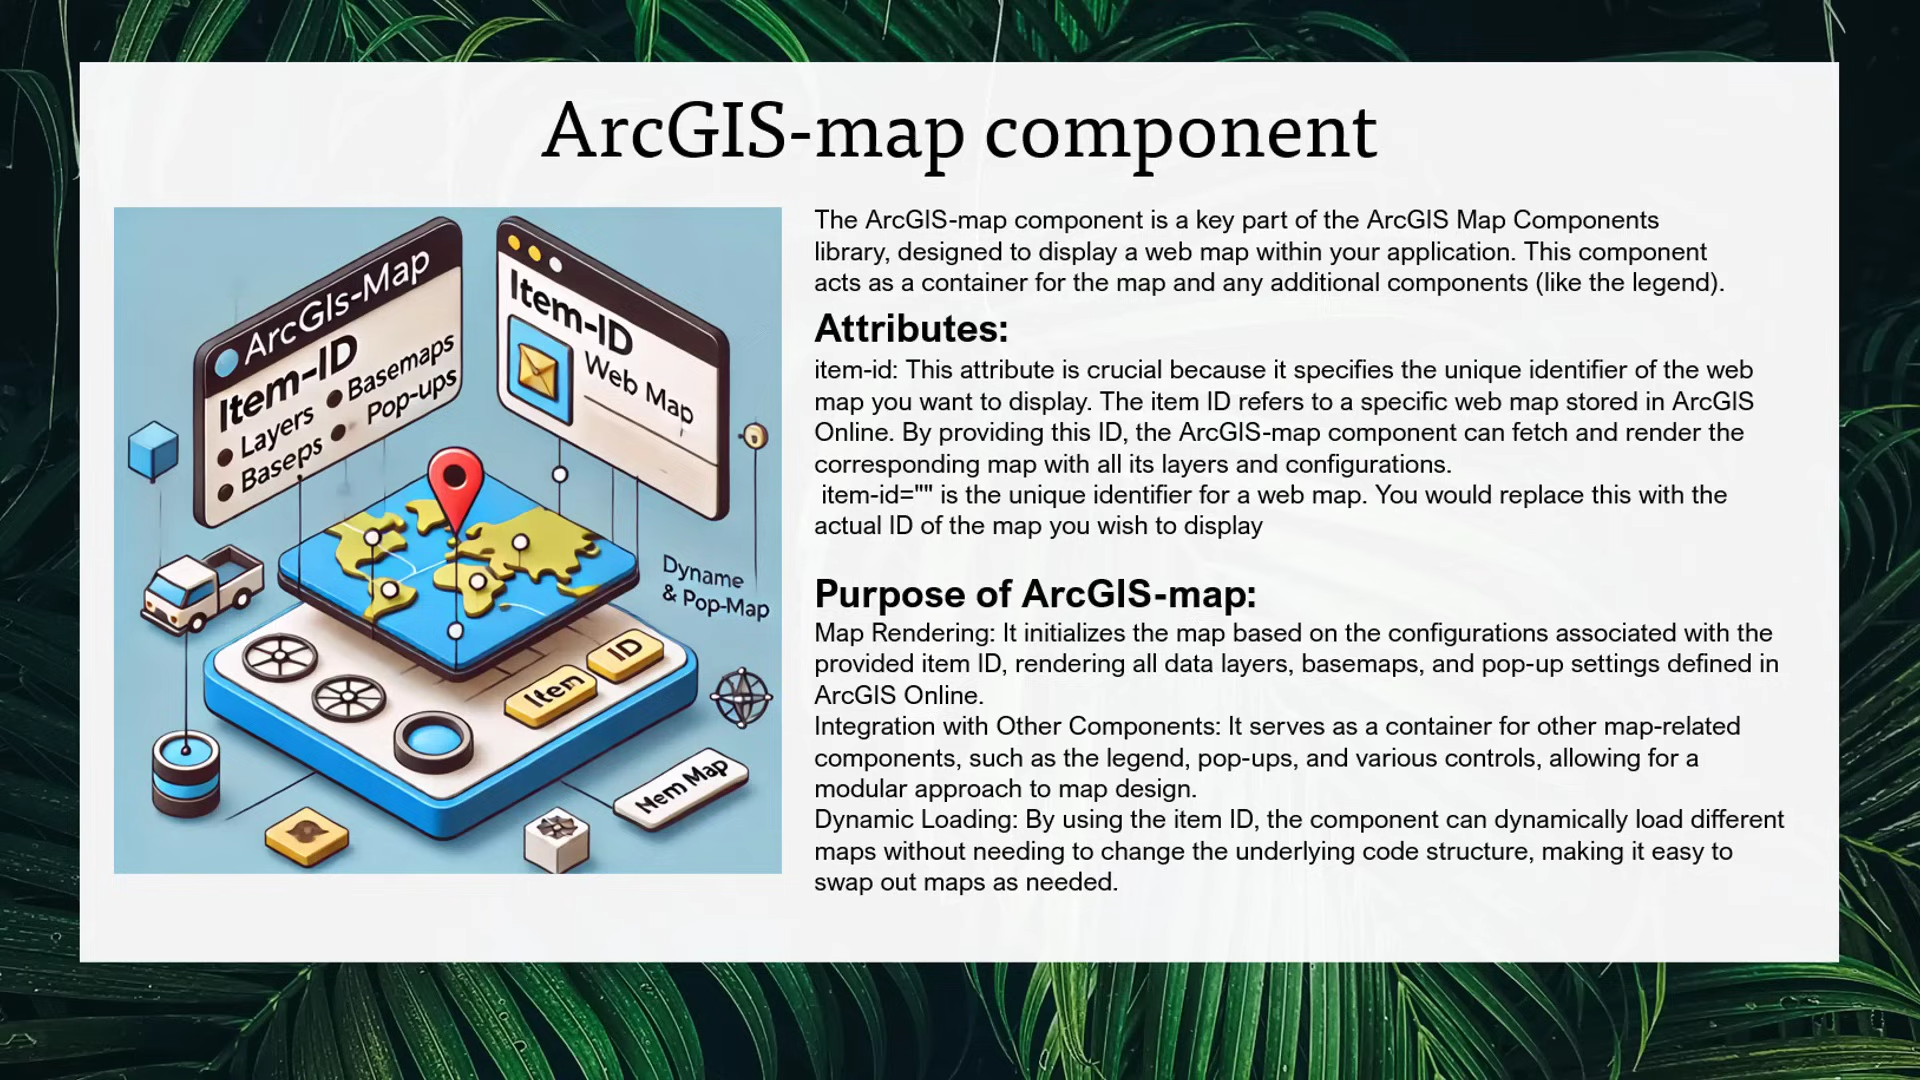 ArcGIS-map component
ArcGIs-Map
Item-ID
Layers
Basemaps
Baseps
Pop-ups
Item-ID
Web Map
Dyname
& Pop-Map
Item
ID
Mem Map
The ArcGIS-map component is a key part of the ArcGIS Map Components
library, designed to display a web map within your application. This component
acts as a container for the map and any additional components (like the legend).
Attributes:
item-id: This attribute is crucial because it specifies the unique identifier of the web
map you want to display. The item ID refers to a specific web map stored in ArcGIS
Online. By providing this ID, the ArcGIS-map component can fetch and render the
corresponding map with all its layers and configurations.
item-id="" is the unique identifier for a web map. You would replace this with the
actual ID of the map you wish to display
Purpose of ArcGIS-map:
Map Rendering: It initializes the map based on the configurations associated with the
provided item ID, rendering all data layers, basemaps, and pop-up settings defined in
ArcGIS Online.
Integration with Other Components: It serves as a container for other map-related
components, such as the legend, pop-ups, and various controls, allowing for a
modular approach to map design.
Dynamic Loading: By using the item ID, the component can dynamically load different
maps without needing to change the underlying code structure, making it easy to
swap out maps as needed.